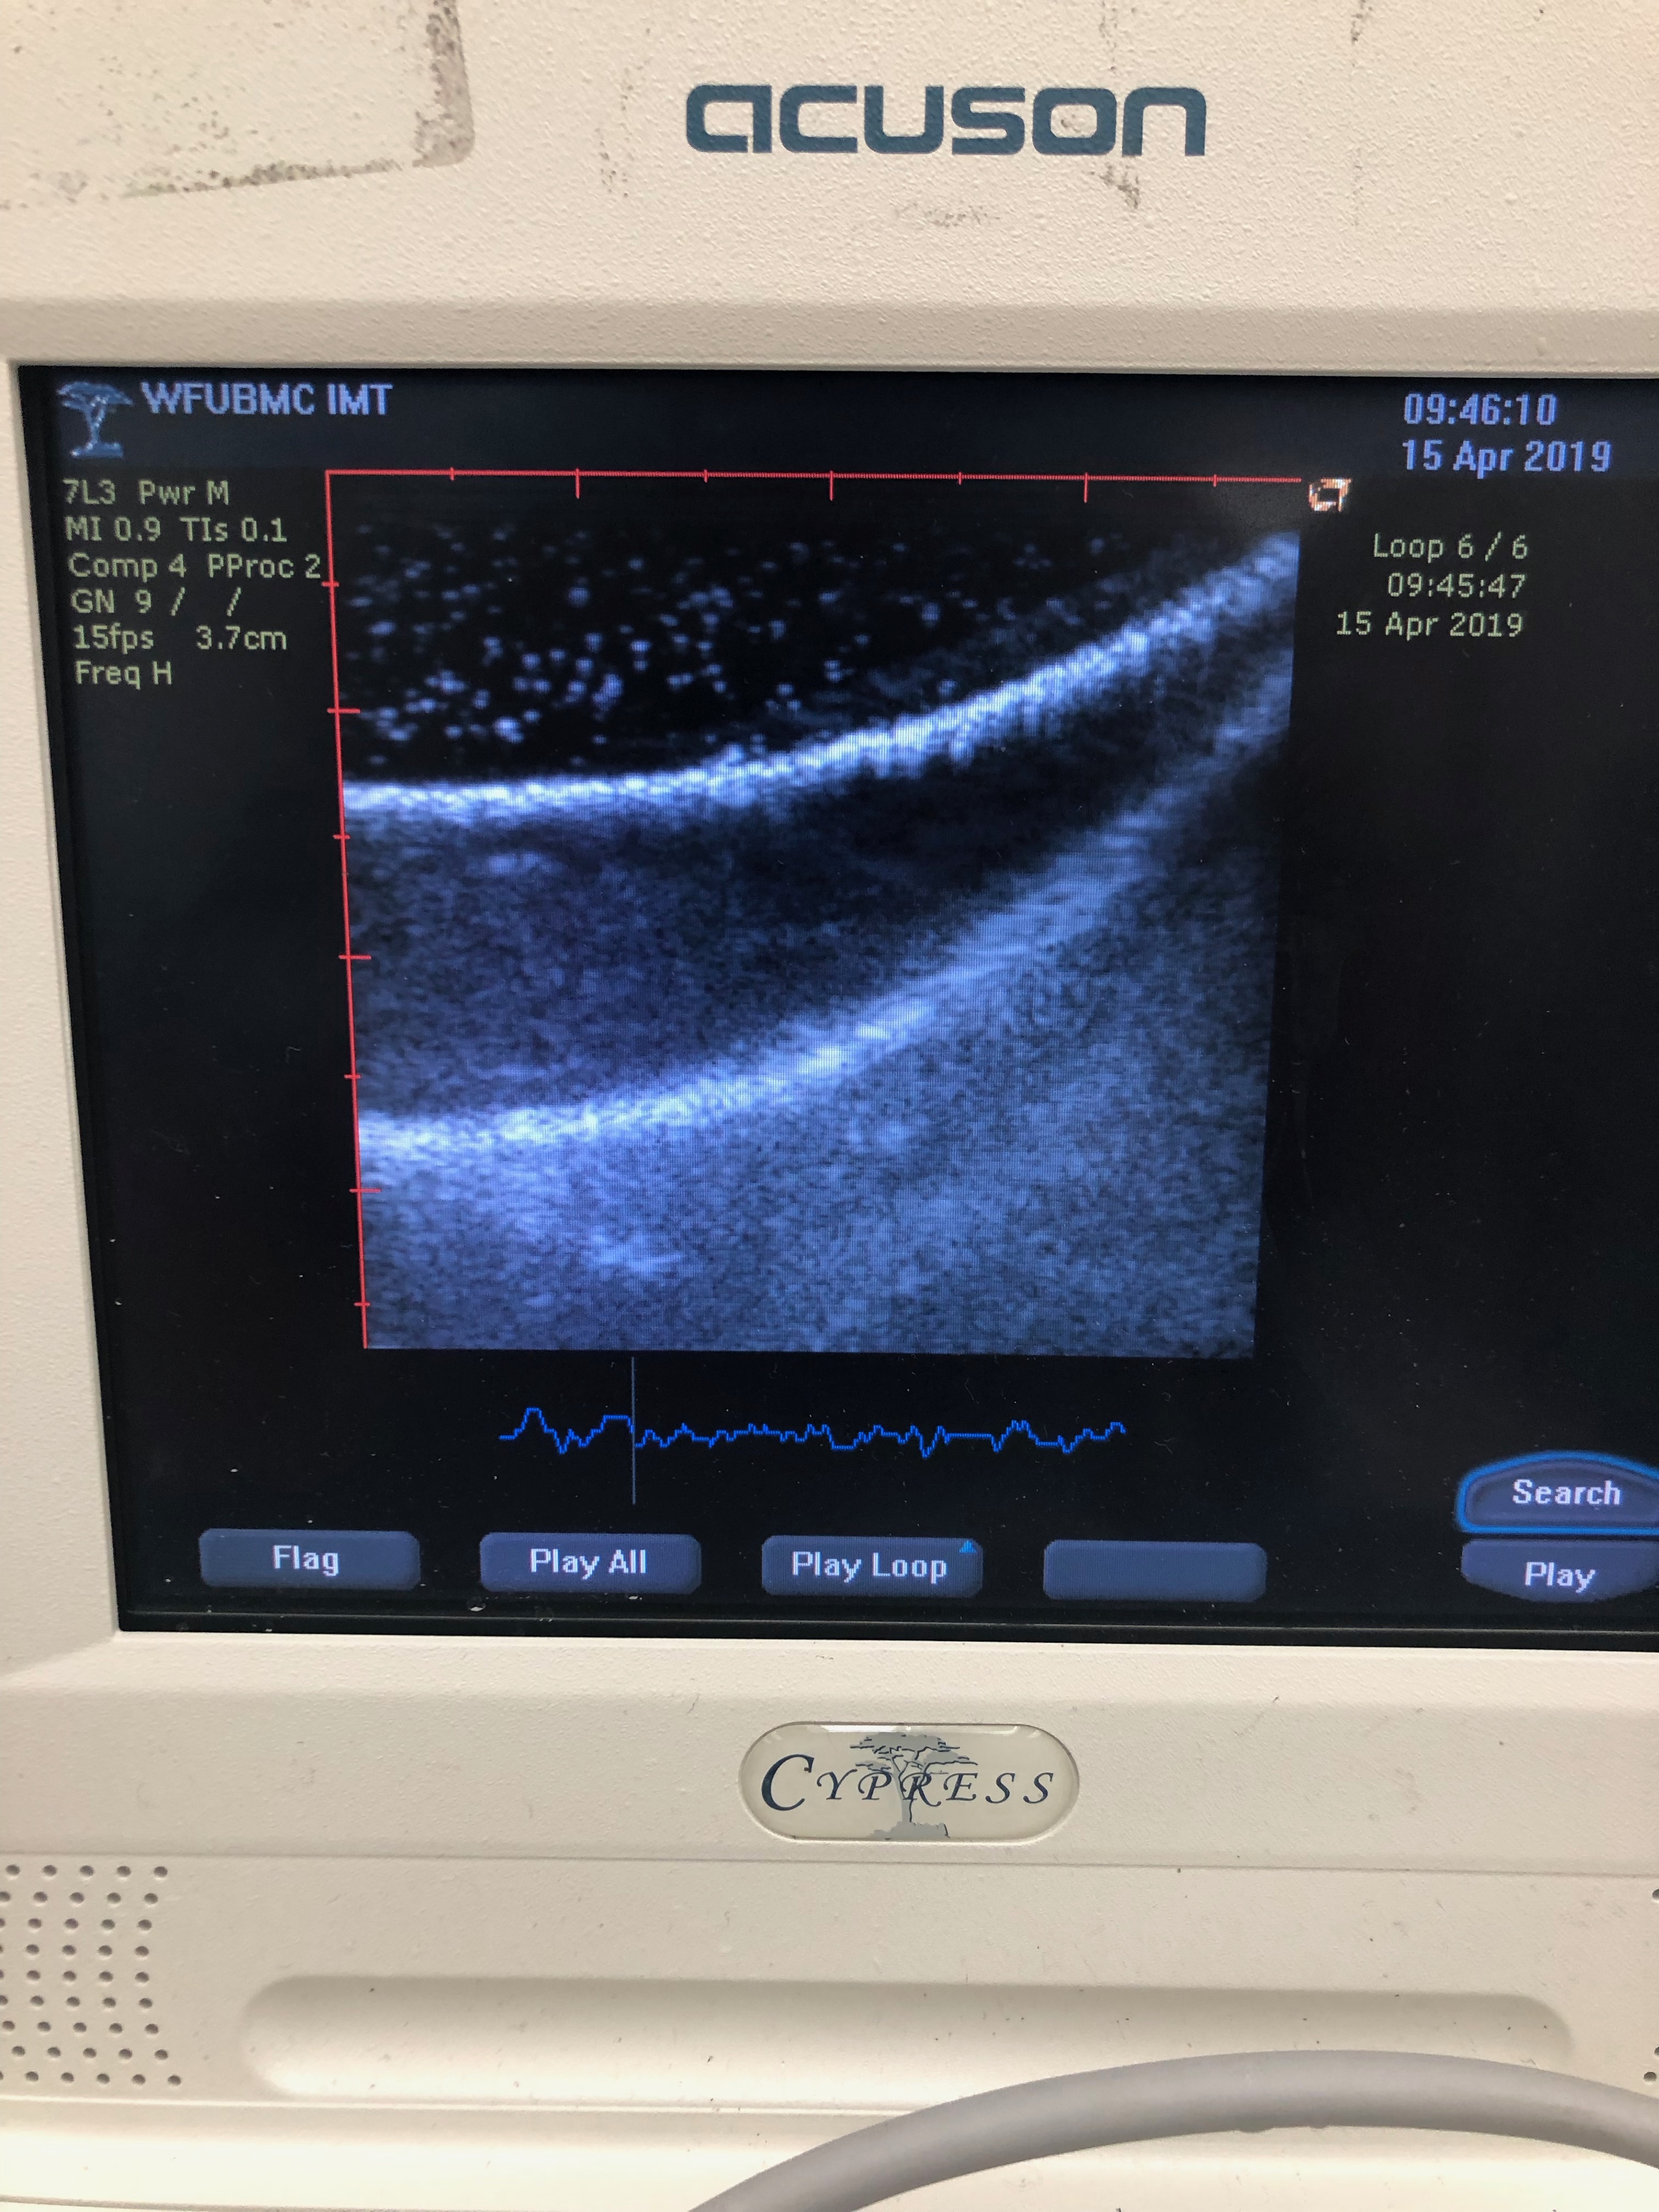 acuson
WFUBMC IMT
09:46:10
15 Apr 2019
7L3 Pwr M
MI 0.9 TIs 0.1
Comp 4 PProc 2
GN 9 / /
15fps 3.7cm
Freq H
Loop 6 / 6
09:45:47
15 Apr 2019
Search
Flag
Play All
Play Loop
Play
CYPRESS